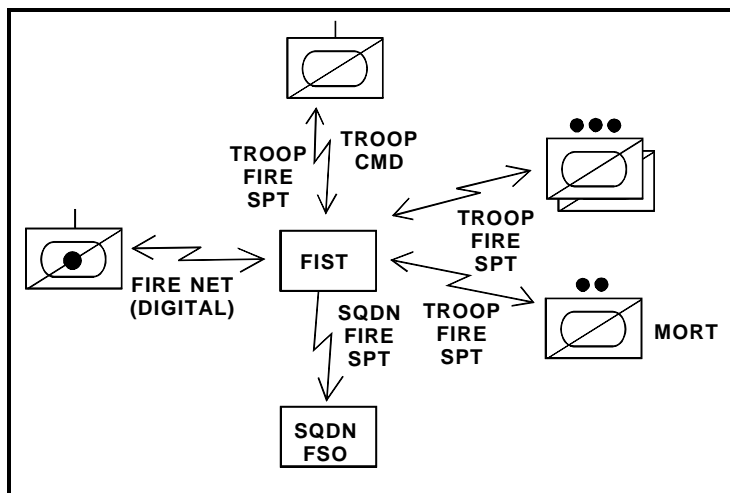 TROOP
FIRE
SPT
TROOP
CMD
TROOP
FIRE
SPT
FIRE NET
(DIGITAL)
FIST
SQDN
FIRE
SPT
TROOP
FIRE
SPT
MORT
SQDN
FSO